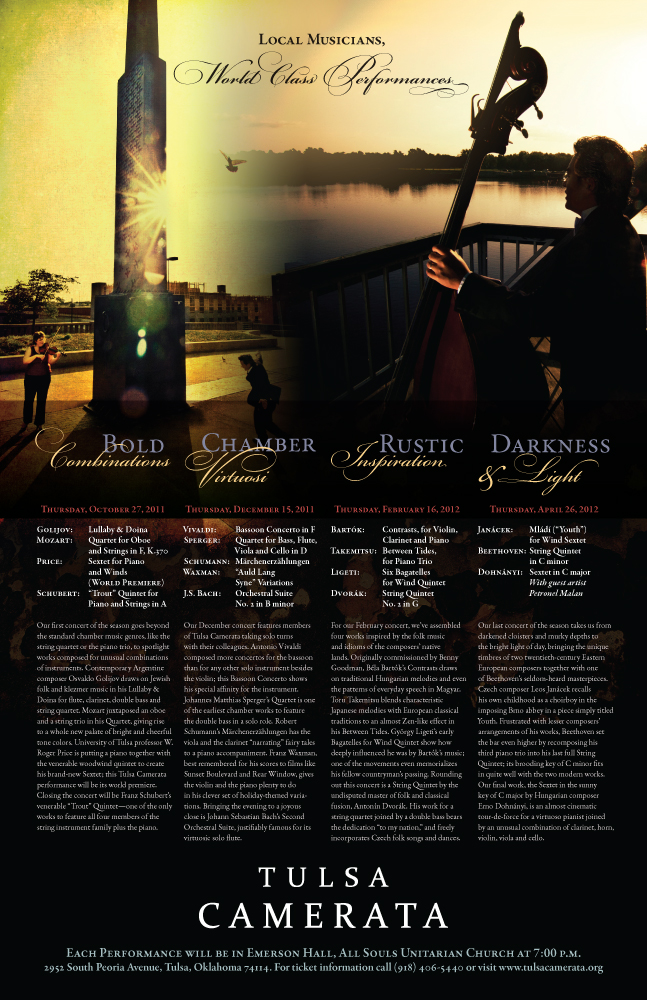 Local Musicians,
World Class Performances
Bold
Combinations
Thursday, October 27, 2011
Golijov: Lullaby & Doina
Mozart: Quartet for Oboe
and Strings in F, K.370
Price: Sextet for Piano
and Winds
(World Premiere)
Schubert: "Trout" Quintet for
Piano and Strings in A
Our first concert of the season goes beyond
the standard chamber music genres, like the
string quartet or the piano trio, to spotlight
works composed for unusual combinations
of instruments. Contemporary Argentine
composer Osvaldo Golijov draws on Jewish
folk and klezmer music in his Lullaby &
Doina for flute, clarinet, double bass and
string quartet. Mozart juxtaposed an oboe
and a string trio in his Quartet, giving rise
to a whole new palate of bright and cheerful
tone colors. University of Tulsa professor W.
Roger Price is putting a piano together with
the venerable woodwind quintet to create
his brand-new Sextet; this Tulsa Camerata
performance will be its world premiere.
Closing the concert will be Franz Schubert's
venerable "Trout" Quintet—one of the only
works to feature all four members of the
string instrument family plus the piano.
Chamber
Virtuosi
Thursday, December 15, 2011
Vivaldi: Bassoon Concerto in F
Sperger: Quartet for Bass, Flute,
Viola and Cello in D
Schumann: Märchenerzählungen
Waxman: "Auld Lang
Syne" Variations
J.S. Bach: Orchestral Suite
No. 2 in B minor
Our December concert features members
of Tulsa Camerata taking solo turns
with their colleagues. Antonio Vivaldi
composed more concertos for the bassoon
than for any other solo instrument besides
the violin; this Bassoon Concerto shows
his special affinity for the instrument.
Johannes Matthias Sperger's Quartet is one
of the earliest chamber works to feature
the double bass in a solo role. Robert
Schumann's Märchenerzählungen has the
viola and the clarinet "narrating" fairy tales
to a piano accompaniment. Franz Waxman,
best remembered for his scores to films like
Sunset Boulevard and Rear Window, gives
the violin and the piano plenty to do
in his clever set of holiday-themed varia-
tions. Bringing the evening to a joyous
close is Johann Sebastian Bach's Second
Orchestral Suite, justifiably famous for its
virtuosic solo flute.
Rustic
Inspiration
Thursday, February 16, 2012
Bartók: Contrasts, for Violin,
Clarinet and Piano
Takemitsu: Between Tides,
for Piano Trio
Ligeti: Six Bagatelles
for Wind Quintet
Dvorák: String Quintet
No. 2 in G
For our February concert, we've assembled
four works inspired by the folk music
and idioms of the composers' native
lands. Originally commissioned by Benny
Goodman, Béla Bartók's Contrasts draws
on traditional Hungarian melodies and even
the patterns of everyday speech in Magyar.
Toru Takemitsu blends characteristic
Japanese melodies with European classical
traditions to an almost Zen-like effect in
his Between Tides. György Ligeti's early
Bagatelles for Wind Quintet show how
deeply influenced he was by Bartók's music;
one of the movements even memorializes
his fellow countryman's passing. Rounding
out this concert is a String Quintet by the
undisputed master of folk and classical
fusion, Antonín Dvorák. His work for a
string quartet joined by a double bass bears
the dedication "to my nation," and freely
incorporates Czech folk songs and dances.
Darkness
& Light
Thursday, April 26, 2012
Janácek: Mládí ("Youth")
for Wind Sextet
Beethoven: String Quintet
in C minor
Dohnányi: Sextet in C major
With guest artist
Petronel Malan
Our last concert of the season takes us from
darkened cloisters and murky depths to
the bright light of day, bringing the unique
timbres of two twentieth-century Eastern
European composers together with one
of Beethoven's seldom-heard masterpieces.
Czech composer Leos Janácek recalls
his own childhood as a choirboy in the
imposing Brno abbey in a piece simply titled
Youth. Frustrated with lesser composers'
arrangements of his works, Beethoven set
the bar even higher by recomposing his
third piano trio into his last full String
Quintet; its brooding key of C minor fits
in quite well with the two modern works.
Our final work, the Sextet in the sunny
key of C major by Hungarian composer
Erno Dohnányi, is an almost cinematic
tour-de-force for a virtuoso pianist joined
by an unusual combination of clarinet, horn,
violin, viola and cello.
TULSA
CAMERATA
Each Performance will be in Emerson Hall, All Souls Unitarian Church at 7:00 p.m.
2952 South Peoria Avenue, Tulsa, Oklahoma 74114. For ticket information call (918) 406-5440 or visit www.tulsacamerata.org